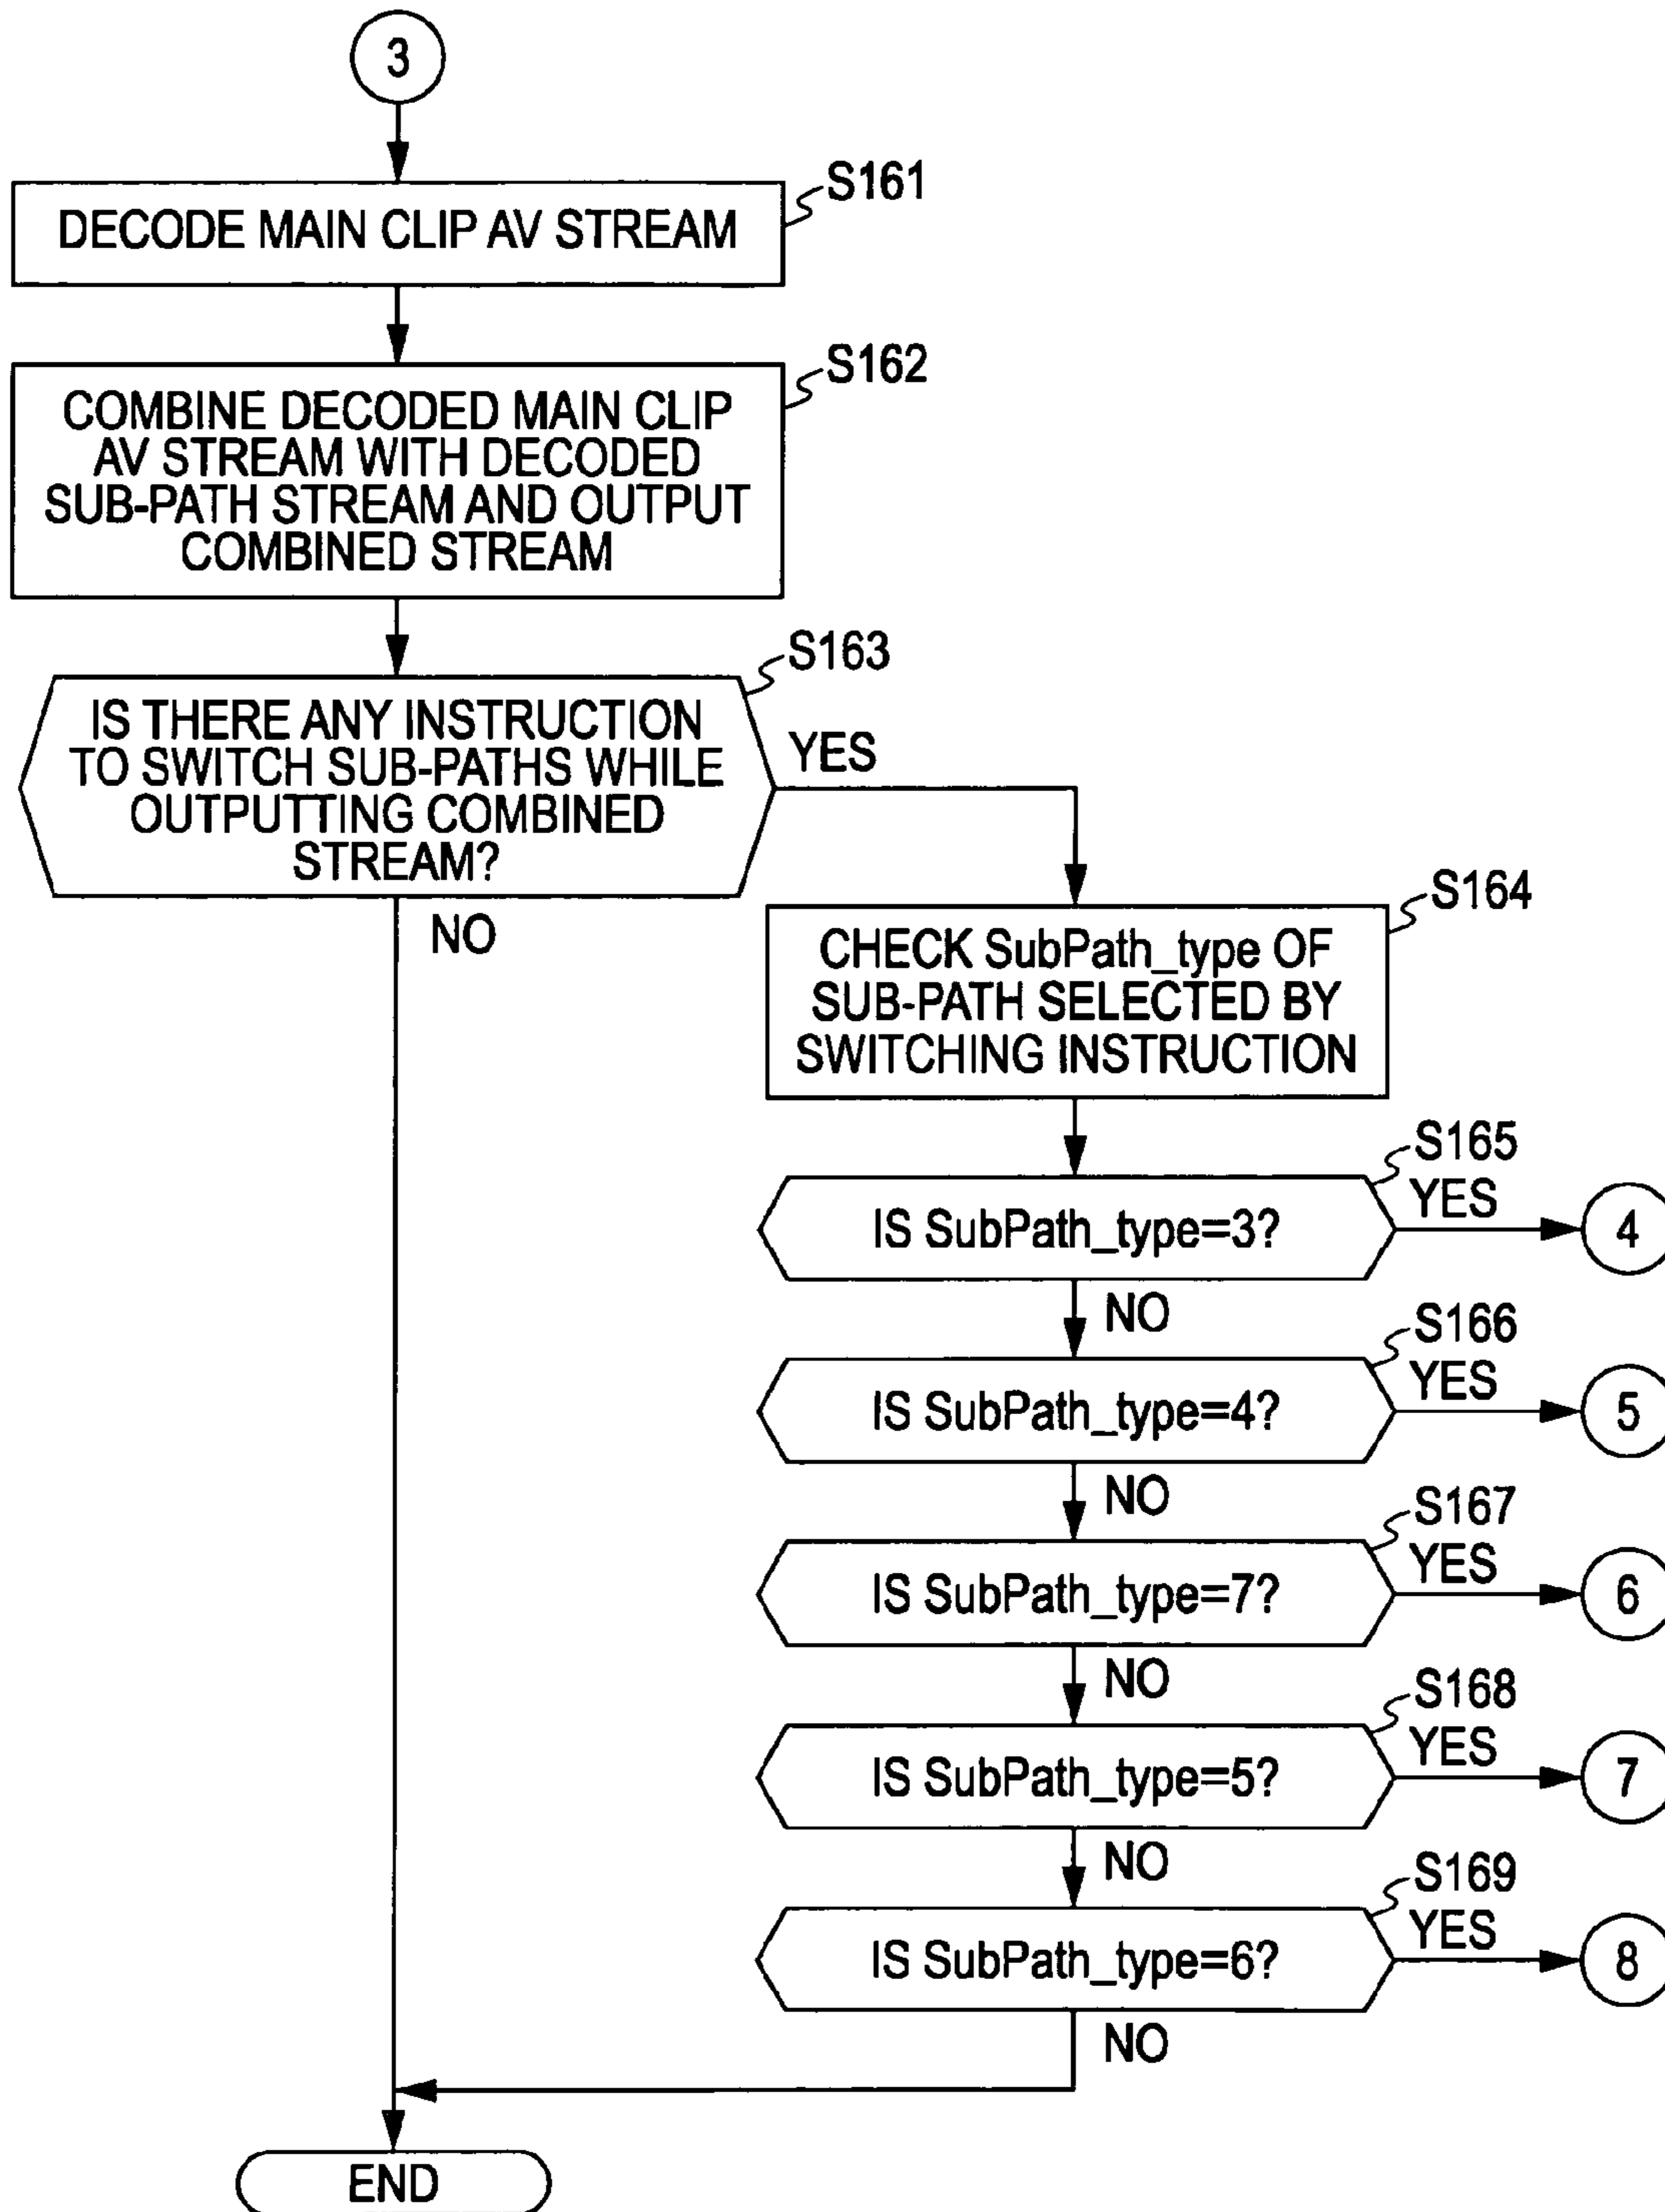 3
S161
DECODE MAIN CLIP AV STREAM
S162
COMBINE DECODED MAIN CLIP
AV STREAM WITH DECODED
SUB-PATH STREAM AND OUTPUT
COMBINED STREAM
S163
IS THERE ANY INSTRUCTION
TO SWITCH SUB-PATHS WHILE
OUTPUTTING COMBINED
STREAM?
YES
NO
S164
CHECK SubPath_type OF
SUB-PATH SELECTED BY
SWITCHING INSTRUCTION
S165
IS SubPath_type=3?
YES
4
NO
S166
IS SubPath_type=4?
YES
5
NO
S167
IS SubPath_type=7?
YES
6
NO
S168
IS SubPath_type=5?
YES
7
NO
S169
IS SubPath_type=6?
YES
8
NO
END